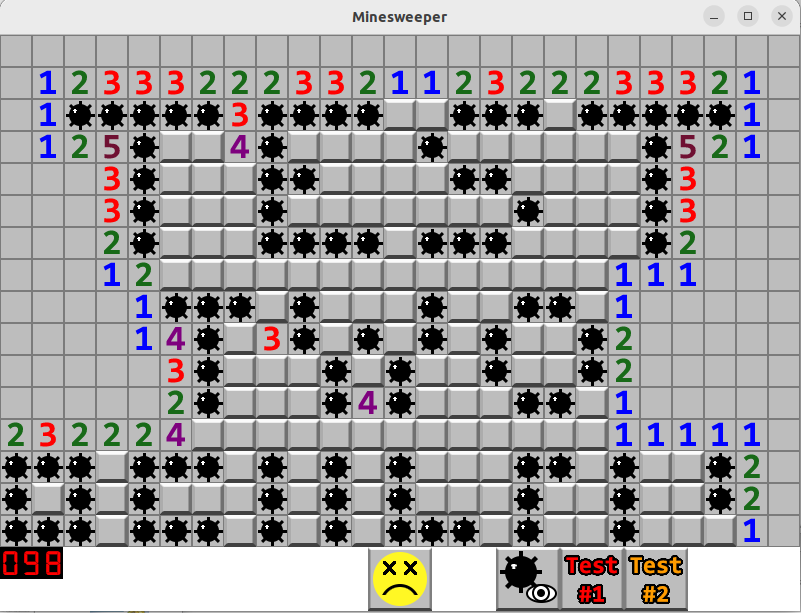 Minesweeper
1 2 3 3 3 2 2 2 3 3 2 1 1 2 3 2 2 2 3 3 3 2 1
1 3 1
1 2 5 4 5 2 1
3 3
3 3
2 2
1 2 1 1 1
1 1
1 4 3 2
3 2
2 4 1
2 3 2 2 2 4 1 1 1 1 1
2
2
1
098
Test #1
Test #2